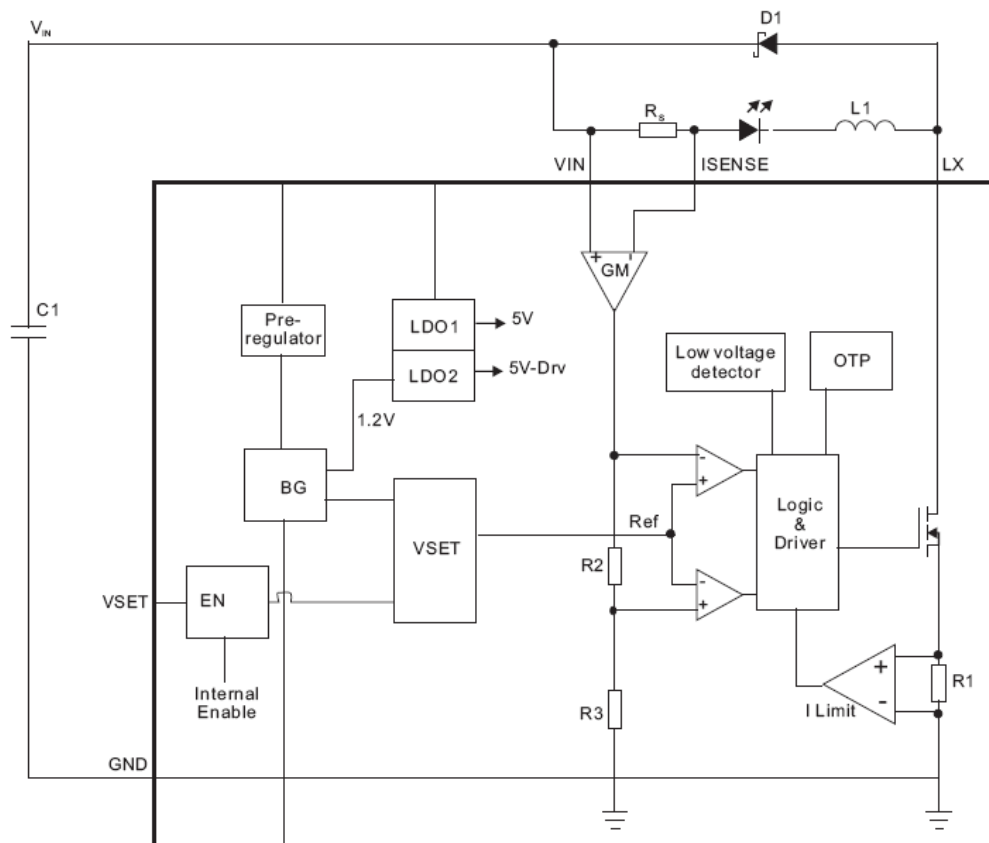 VIN
D1
Rs
L1
VIN
ISENSE
LX
+
-
GM
C1
Pre-
regulator
LDO1
5V
LDO2
5V-Drv
1.2V
Low voltage
detector
OTP
BG
VSET
Ref
-
+
Logic
&
Driver
R2
-
+
VSET
EN
Internal
Enable
R3
+
-
I Limit
R1
GND